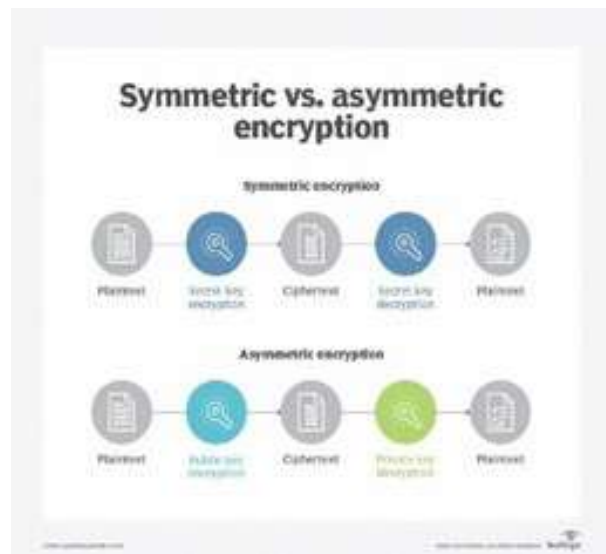 Symmetric vs. asymmetric
encryption
Symmetric encryption
Plaintext
Secret key
encryption
Ciphertext
Secret key
decryption
Plaintext
Asymmetric encryption
Plaintext
Public key
encryption
Ciphertext
Private key
decryption
Plaintext